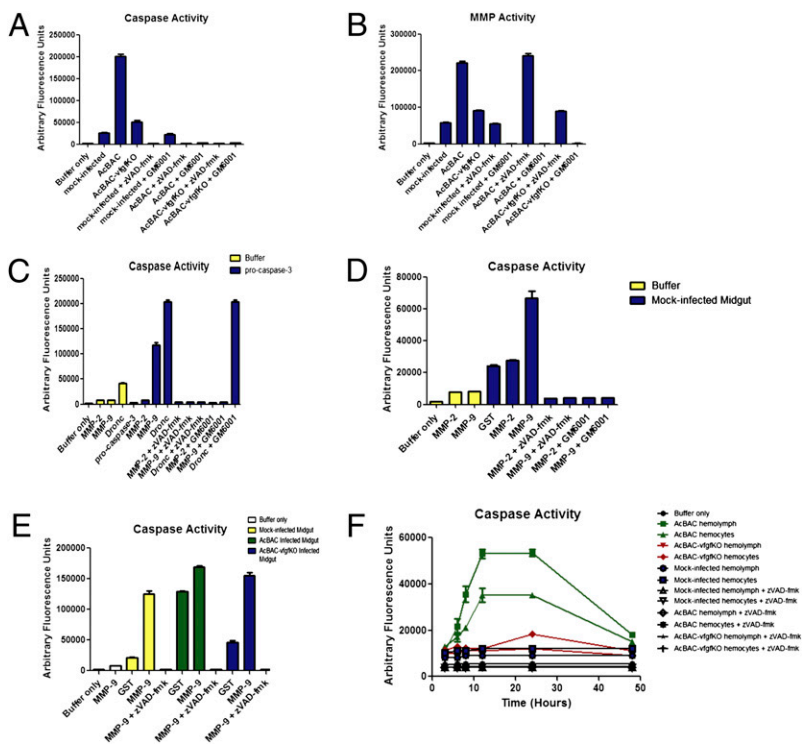 A
Caspase Activity
Arbitrary Fluorescence Units
250000
200000
150000
100000
50000
0
Buffer only
mock-infected
AcBAC
AcBAC-vfgfKO
mock-infected + zVAD-fmk
mock-infected + GM6001
AcBAC + zVAD-fmk
AcBAC + GM6001
AcBAC-vfgfKO + zVAD-fmk
AcBAC-vfgfKO + GM6001
B
MMP Activity
Arbitrary Fluorescence Units
300000
200000
100000
0
Buffer only
mock-infected
AcBAC
AcBAC-vfgfKO
mock-infected + zVAD-fmk
mock infected + GM6001
AcBAC + zVAD-fmk
AcBAC + GM6001
AcBAC-vfgfKO + zVAD-fmk
AcBAC-vfgfKO + GM6001
C
Caspase Activity
Buffer
pro-caspase-3
Arbitrary Fluorescence Units
250000
200000
150000
100000
50000
0
Buffer only
MMP-2
MMP-9
Dronc
pro-caspase-3
MMP-2
MMP-9
Dronc
MMP-2 + zVAD-fmk
MMP-9 + zVAD-fmk
Dronc + zVAD-fmk
MMP-2 + GM6001
MMP-9 + GM6001
Dronc + GM6001
D
Caspase Activity
Buffer
Mock-infected Midgut
Arbitrary Fluorescence Units
80000
60000
40000
20000
0
Buffer only
MMP-2
MMP-9
GST
MMP-2
MMP-9
MMP-2 + zVAD-fmk
MMP-9 + zVAD-fmk
MMP-2 + GM6001
MMP-9 + GM6001
E
Caspase Activity
Buffer only
Mock-infected Midgut
AcBAC Infected Midgut
AcBAC-vfgfKO Infected
Midgut
Arbitrary Fluorescence Units
200000
150000
100000
50000
0
Buffer only
MMP-9
GST
MMP-9
MMP-9 + zVAD-fmk
GST
MMP-9
MMP-9 + zVAD-fmk
GST
MMP-9
MMP-9 + zVAD-fmk
F
Caspase Activity
Arbitrary Fluorescence Units
60000
40000
20000
0
0
10
20
30
40
50
Time (Hours)
Buffer only
AcBAC hemolymph
AcBAC hemocytes
AcBAC-vfgfKO hemolymph
AcBAC-vfgfKO hemocytes
Mock-infected hemolymph
Mock-infected hemocytes
Mock-infected hemolymph + zVAD-fmk
Mock-infected hemocytes + zVAD-fmk
AcBAC hemolymph + zVAD-fmk
AcBAC hemocytes + zVAD-fmk
AcBAC-vfgfKO hemolymph + zVAD-fmk
AcBAC-vfgfKO hemocytes + zVAD-fmk